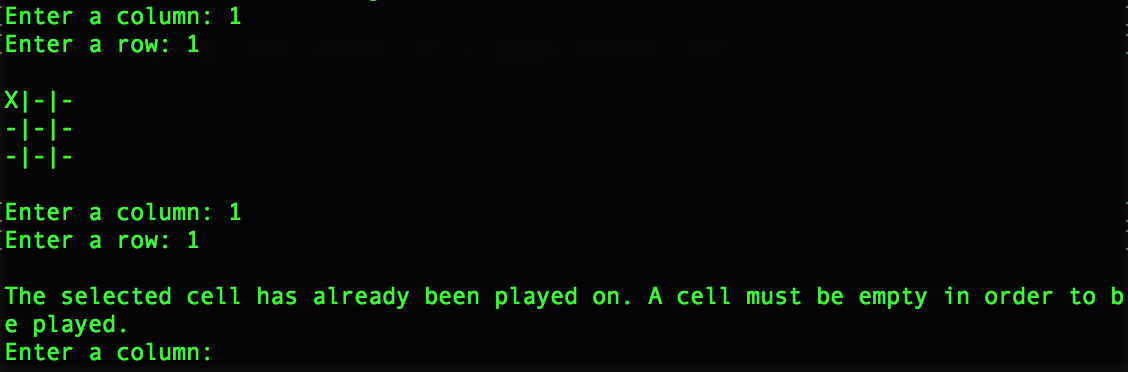 Enter a column: 1
Enter a row: 1
X|-|-
-|-|-
-|-|-
Enter a column: 1
Enter a row: 1
The selected cell has already been played on. A cell must be empty in order to b
e played.
Enter a column: